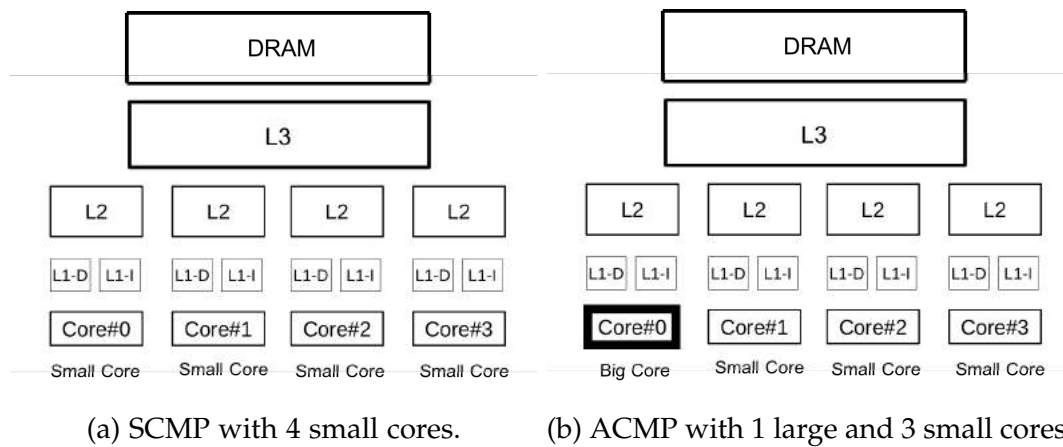 DRAM
L3
L2 L2 L2 L2
L1-D L1-I L1-D L1-I L1-D L1-I L1-D L1-I
Core#0 Core#1 Core#2 Core#3
Small Core Small Core Small Core Small Core
(a) SCMP with 4 small cores.
DRAM
L3
L2 L2 L2 L2
L1-D L1-I L1-D L1-I L1-D L1-I L1-D L1-I
Core#0 Core#1 Core#2 Core#3
Big Core Small Core Small Core Small Core
(b) ACMP with 1 large and 3 small cores